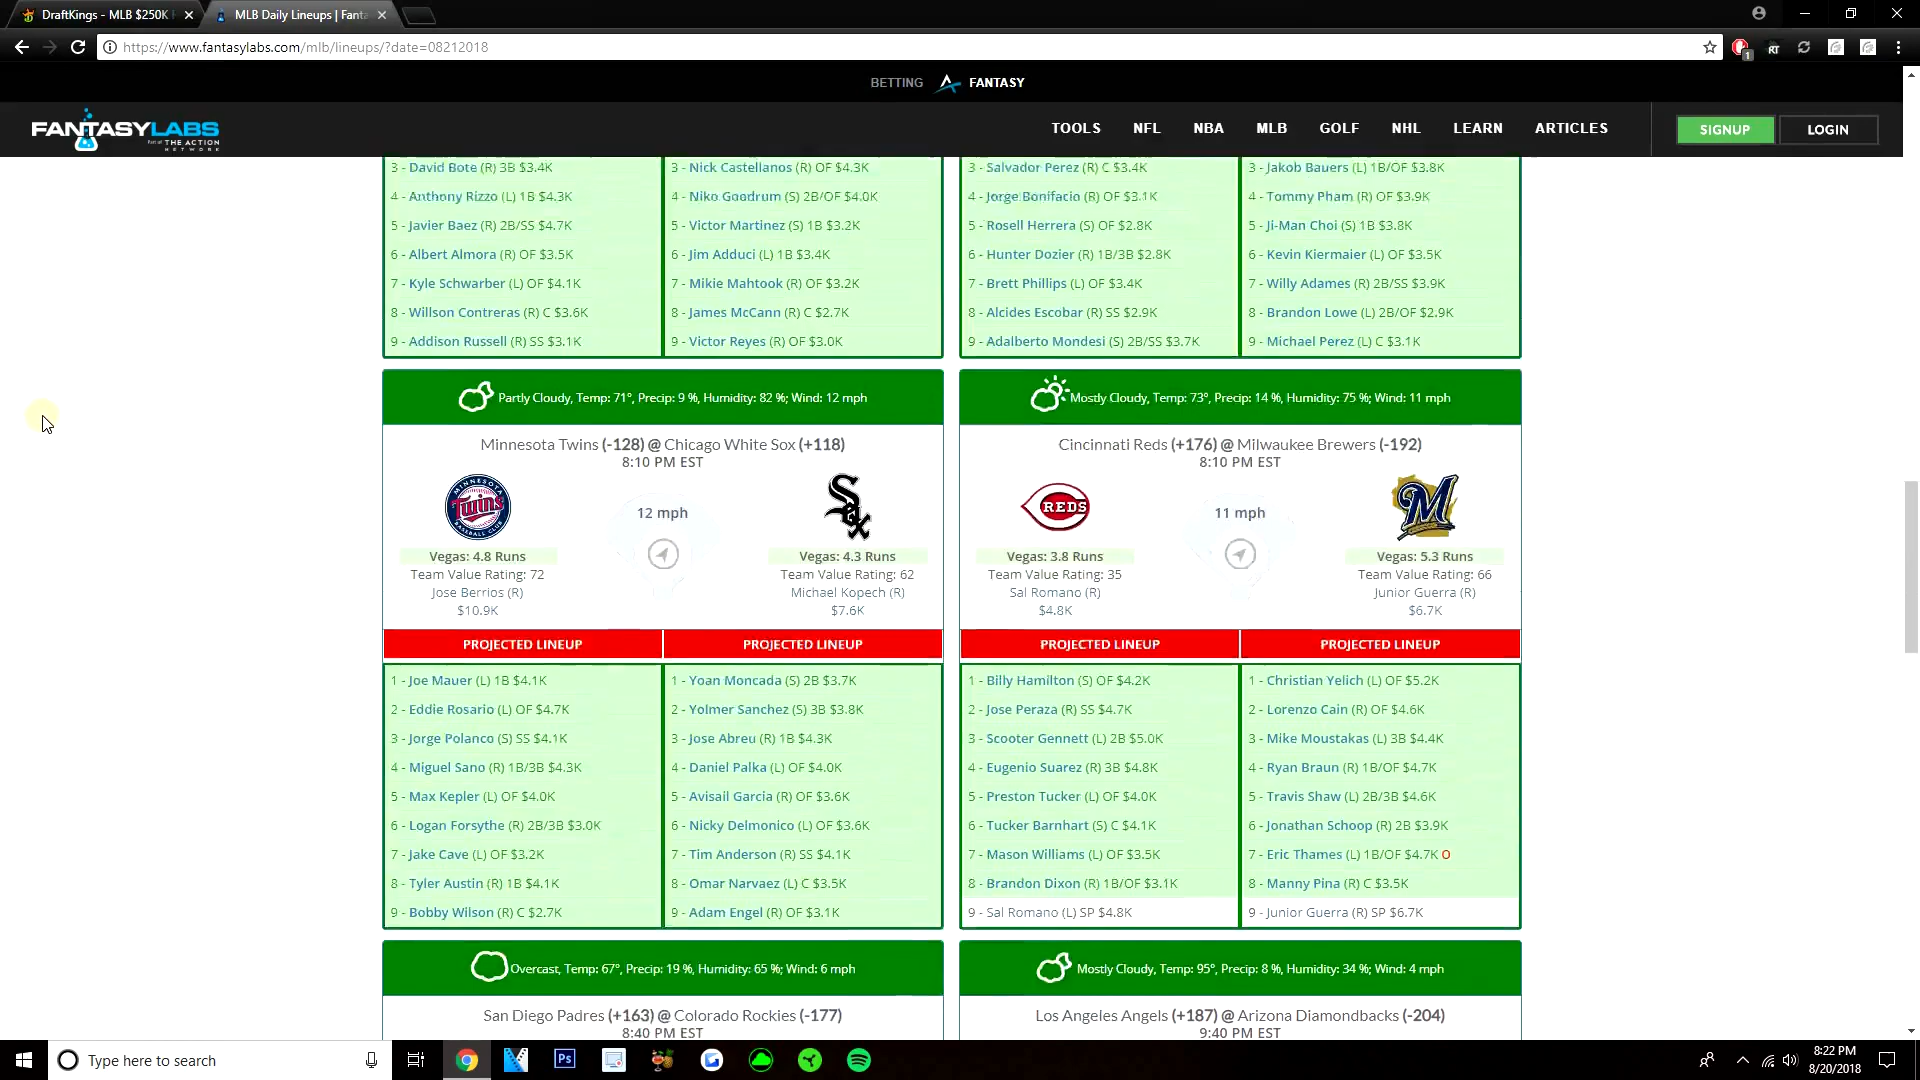 DraftKings - MLB $250K
MLB Daily Lineups | Fanta
https://www.fantasylabs.com/mlb/lineups/?date=08212018
1
RT
BETTING FANTASY
FANTASYLABS
Part of THE ACTION NETWORK
TOOLS NFL NBA MLB GOLF NHL LEARN ARTICLES SIGNUP LOGIN
3 - David Bote (R) 3B $3.4K
4 - Anthony Rizzo (L) 1B $4.3K
5 - Javier Baez (R) 2B/SS $4.7K
6 - Albert Almora (R) OF $3.5K
7 - Kyle Schwarber (L) OF $4.1K
8 - Willson Contreras (R) C $3.6K
9 - Addison Russell (R) SS $3.1K
3 - Nick Castellanos (R) OF $4.3K
4 - Niko Goodrum (S) 2B/OF $4.0K
5 - Victor Martinez (S) 1B $3.2K
6 - Jim Adduci (L) 1B $3.4K
7 - Mikie Mahtook (R) OF $3.2K
8 - James McCann (R) C $2.7K
9 - Victor Reyes (R) OF $3.0K
3 - Salvador Perez (R) C $3.4K
4 - Jorge Bonifacio (R) OF $3.1K
5 - Rosell Herrera (S) OF $2.8K
6 - Hunter Dozier (R) 1B/3B $2.8K
7 - Brett Phillips (L) OF $3.4K
8 - Alcides Escobar (R) SS $2.9K
9 - Adalberto Mondesi (S) 2B/SS $3.7K
3 - Jakob Bauers (L) 1B/OF $3.8K
4 - Tommy Pham (R) OF $3.9K
5 - Ji-Man Choi (S) 1B $3.8K
6 - Kevin Kiermaier (L) OF $3.5K
7 - Willy Adames (R) 2B/SS $3.9K
8 - Brandon Lowe (L) 2B/OF $2.9K
9 - Michael Perez (L) C $3.1K
Partly Cloudy, Temp: 71°, Precip: 9 %, Humidity: 82 %; Wind: 12 mph
Minnesota Twins (-128) @ Chicago White Sox (+118)
8:10 PM EST
MINNESOTA
Twins
BASEBALL CLUB
12 mph
Sox
Vegas: 4.8 Runs
Team Value Rating: 72
Jose Berrios (R)
$10.9K
Vegas: 4.3 Runs
Team Value Rating: 62
Michael Kopech (R)
$7.6K
PROJECTED LINEUP
1 - Joe Mauer (L) 1B $4.1K
2 - Eddie Rosario (L) OF $4.7K
3 - Jorge Polanco (S) SS $4.1K
4 - Miguel Sano (R) 1B/3B $4.3K
5 - Max Kepler (L) OF $4.0K
6 - Logan Forsythe (R) 2B/3B $3.0K
7 - Jake Cave (L) OF $3.2K
8 - Tyler Austin (R) 1B $4.1K
9 - Bobby Wilson (R) C $2.7K
PROJECTED LINEUP
1 - Yoan Moncada (S) 2B $3.7K
2 - Yolmer Sanchez (S) 3B $3.8K
3 - Jose Abreu (R) 1B $4.3K
4 - Daniel Palka (L) OF $4.0K
5 - Avisail Garcia (R) OF $3.6K
6 - Nicky Delmonico (L) OF $3.6K
7 - Tim Anderson (R) SS $4.1K
8 - Omar Narvaez (L) C $3.5K
9 - Adam Engel (R) OF $3.1K
Mostly Cloudy, Temp: 73°, Precip: 14 %, Humidity: 75 %; Wind: 11 mph
Cincinnati Reds (+176) @ Milwaukee Brewers (-192)
8:10 PM EST
REDS
11 mph
M
Vegas: 3.8 Runs
Team Value Rating: 35
Sal Romano (R)
$4.8K
Vegas: 5.3 Runs
Team Value Rating: 66
Junior Guerra (R)
$6.7K
PROJECTED LINEUP
1 - Billy Hamilton (S) OF $4.2K
2 - Jose Peraza (R) SS $4.7K
3 - Scooter Gennett (L) 2B $5.0K
4 - Eugenio Suarez (R) 3B $4.8K
5 - Preston Tucker (L) OF $4.0K
6 - Tucker Barnhart (S) C $4.1K
7 - Mason Williams (L) OF $3.5K
8 - Brandon Dixon (R) 1B/OF $3.1K
9 - Sal Romano (L) SP $4.8K
PROJECTED LINEUP
1 - Christian Yelich (L) OF $5.2K
2 - Lorenzo Cain (R) OF $4.6K
3 - Mike Moustakas (L) 3B $4.4K
4 - Ryan Braun (R) 1B/OF $4.7K
5 - Travis Shaw (L) 2B/3B $4.6K
6 - Jonathan Schoop (R) 2B $3.9K
7 - Eric Thames (L) 1B/OF $4.7K O
8 - Manny Pina (R) C $3.5K
9 - Junior Guerra (R) SP $6.7K
Overcast, Temp: 67°, Precip: 19 %, Humidity: 65 %; Wind: 6 mph
San Diego Padres (+163) @ Colorado Rockies (-177)
8:40 PM EST
Mostly Cloudy, Temp: 95°, Precip: 8 %, Humidity: 34 %; Wind: 4 mph
Los Angeles Angels (+187) @ Arizona Diamondbacks (-204)
9:40 PM EST
Type here to search
Ps
8:22 PM
8/20/2018